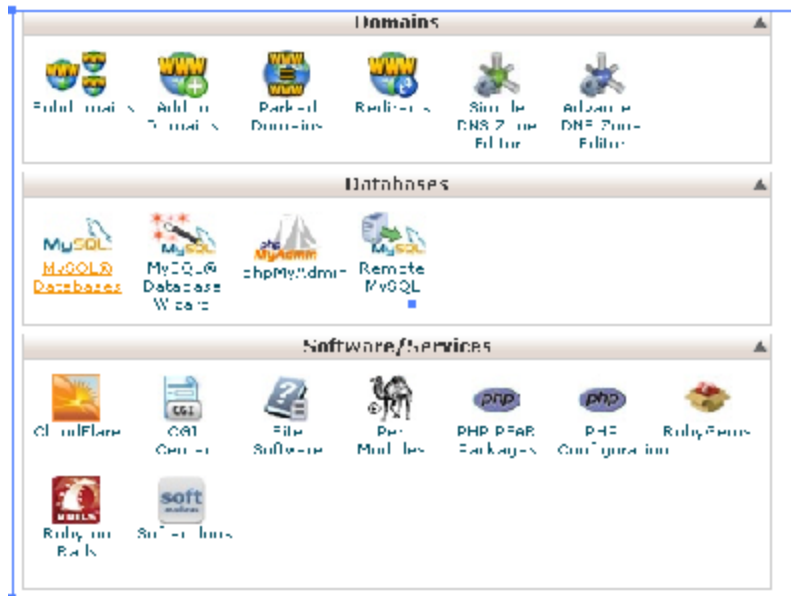 Domains
Subdomains
Addon
Domains
Parked
Domains
Redirects
Simple
DNS Zone
Editor
Advanced
DNS Zone
Editor
Databases
MySQL
MySQL®
Databases
MySQL
MySQL®
Database
Wizard
php
MyAdmin
phpMyAdmin
MySQL
Remote
MySQL
Software/Services
CloudFlare
CGI
CGI
Center
Site
Software
Perl
Modules
php
PHP PEAR
Packages
php
PHP
Configuration
RubyGems
RAILS
Ruby on
Rails
soft
Softaculous